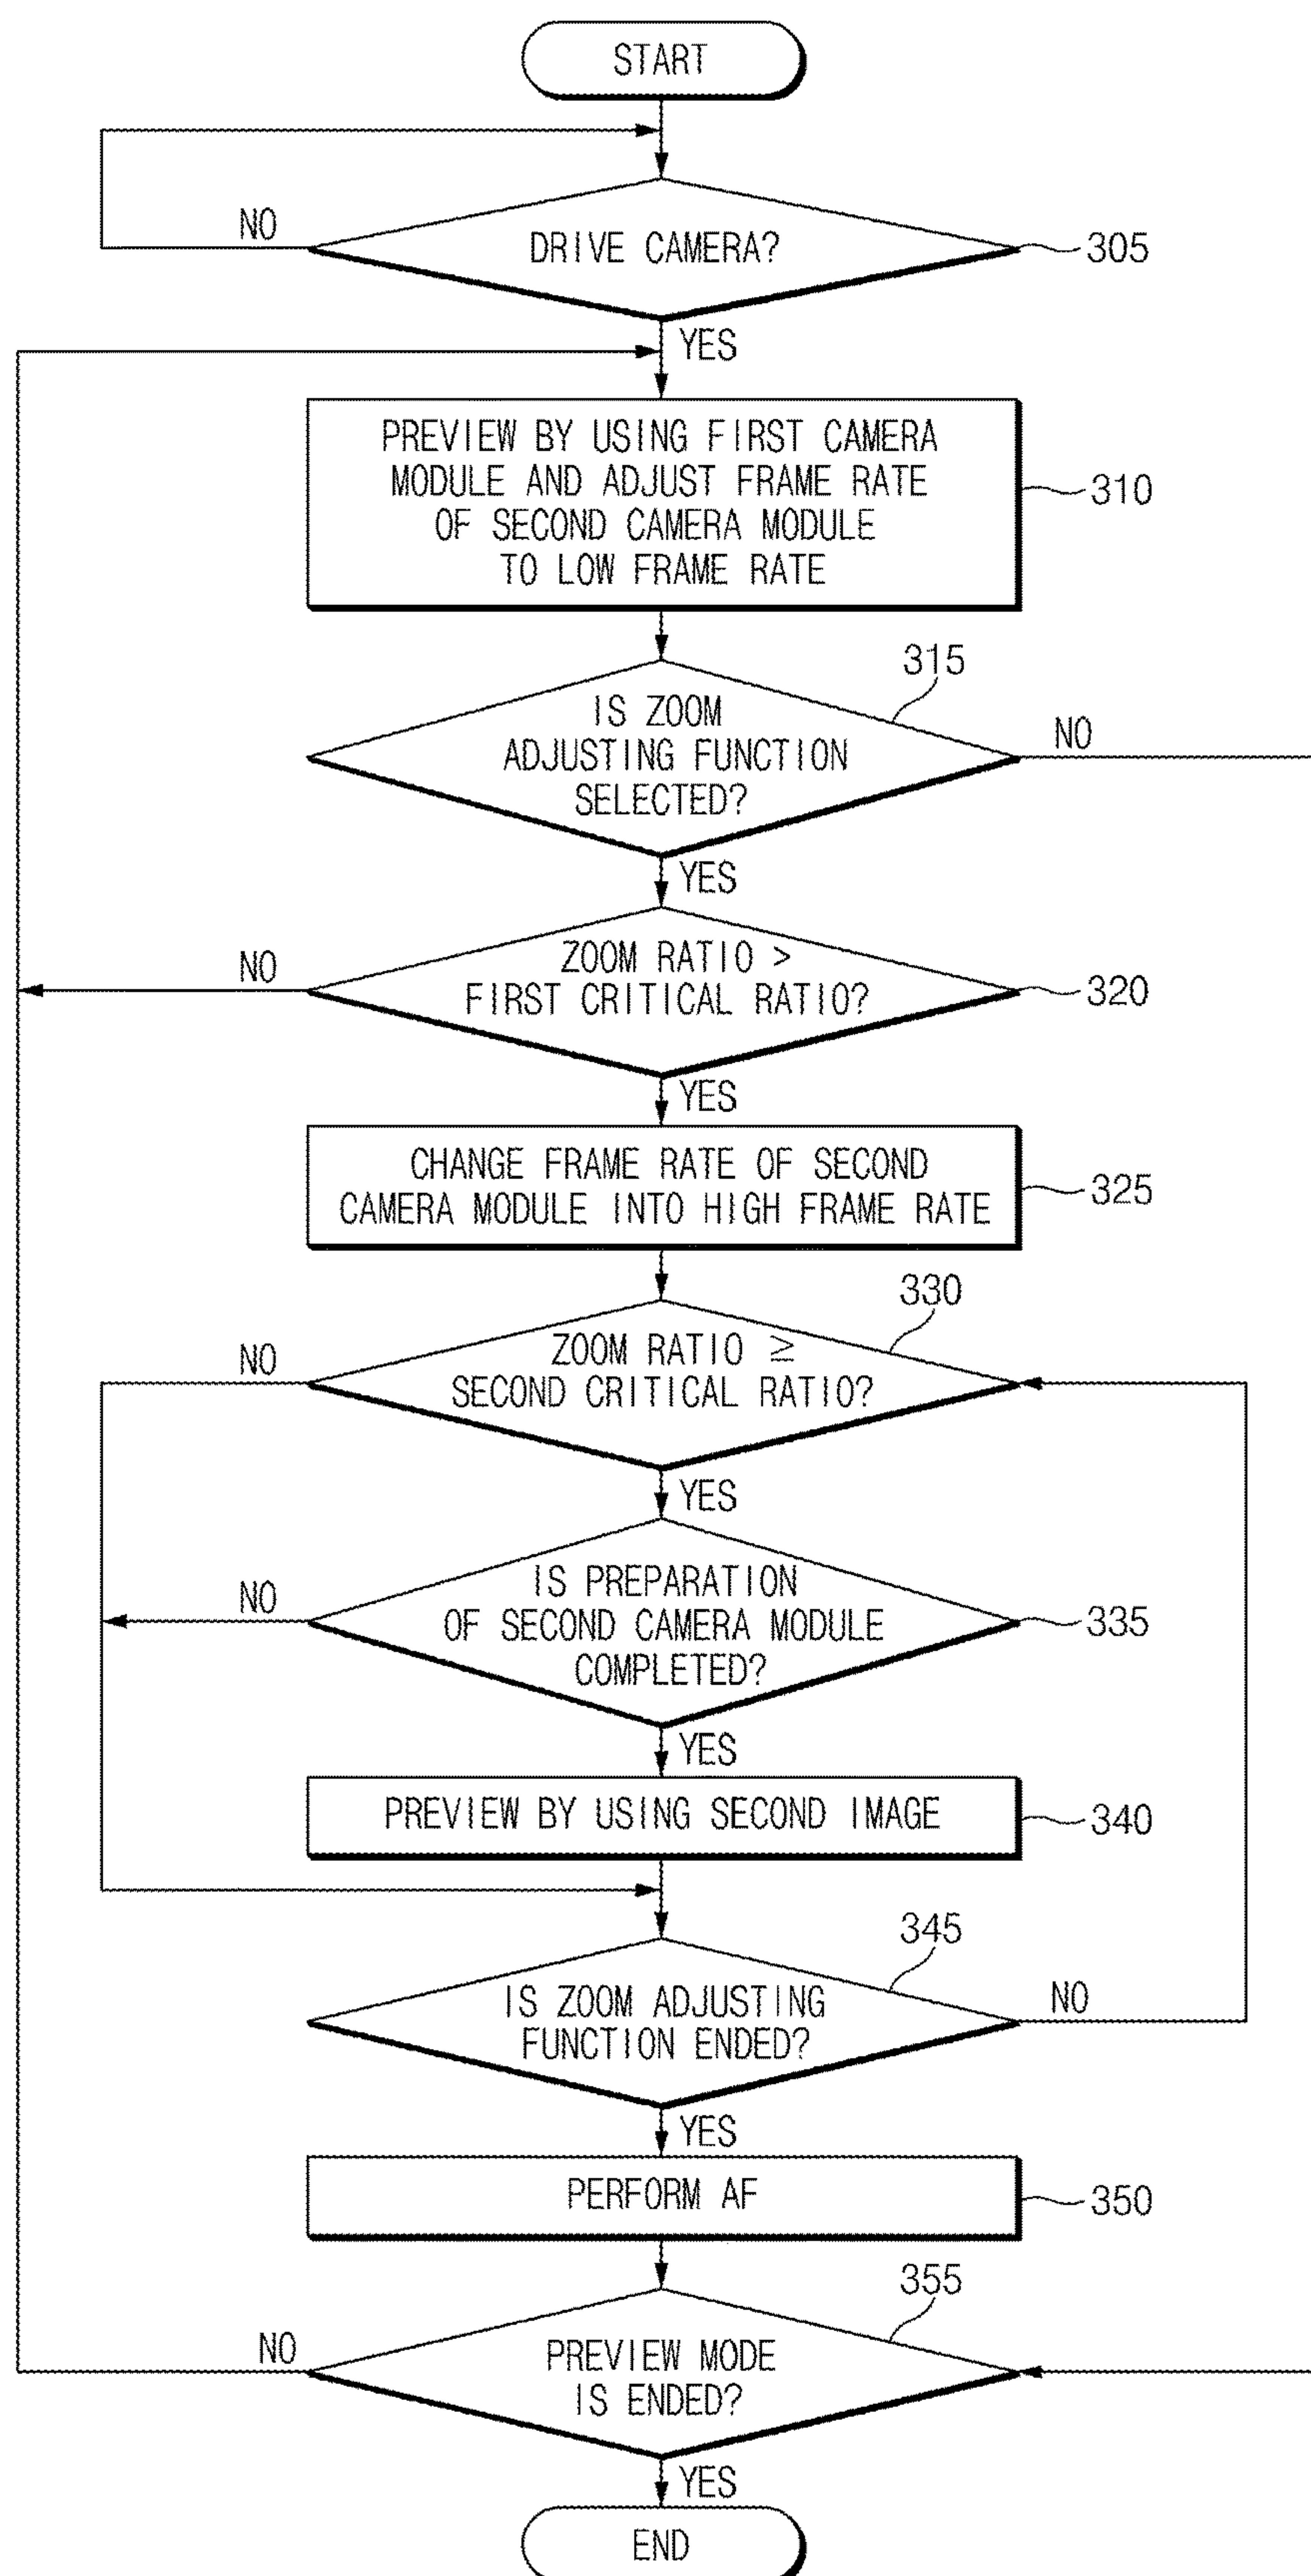 START
NO
DRIVE CAMERA?
305
YES
PREVIEW BY USING FIRST CAMERA
MODULE AND ADJUST FRAME RATE
OF SECOND CAMERA MODULE
TO LOW FRAME RATE
310
315
IS ZOOM
ADJUSTING FUNCTION
SELECTED?
NO
YES
NO
ZOOM RATIO >
FIRST CRITICAL RATIO?
320
YES
CHANGE FRAME RATE OF SECOND
CAMERA MODULE INTO HIGH FRAME RATE
325
330
NO
ZOOM RATIO ≥
SECOND CRITICAL RATIO?
YES
NO
IS PREPARATION
OF SECOND CAMERA MODULE
COMPLETED?
335
YES
PREVIEW BY USING SECOND IMAGE
340
345
IS ZOOM ADJUSTING
FUNCTION ENDED?
NO
YES
PERFORM AF
350
355
NO
PREVIEW MODE
IS ENDED?
YES
END